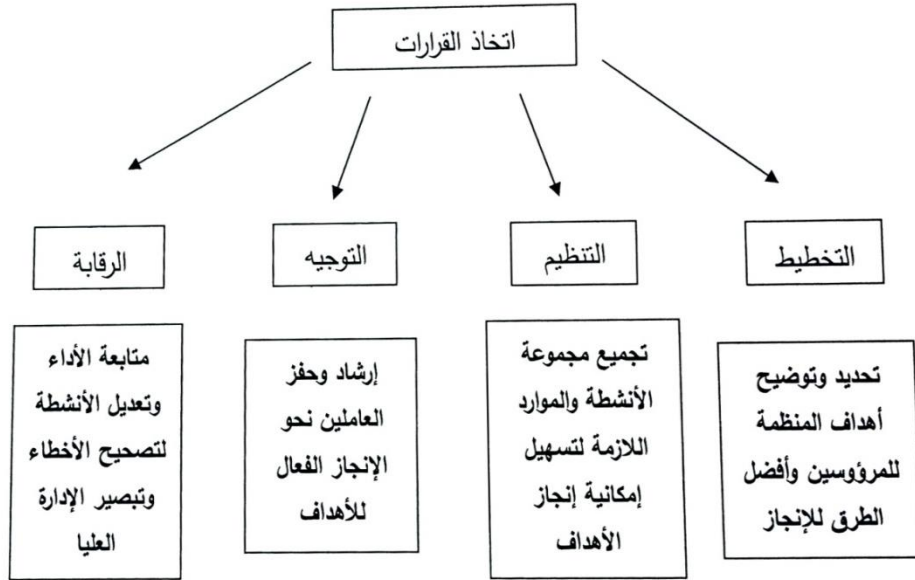 اتخاذ القرارات
التخطيط
التنظيم
التوجيه
الرقابة
تحديد وتوضيح
أهداف المنظمة
للمرؤوسين وأفضل
الطرق للإنجاز
تجميع مجموعة
الأنشطة والموارد
اللازمة لتسهيل
إمكانية إنجاز
الأهداف
إرشاد وحفز
العاملين نحو
الإنجاز الفعال
للأهداف
متابعة الأداء
وتعديل الأنشطة
لتصحيح الأخطاء
وتبصير الإدارة
العليا